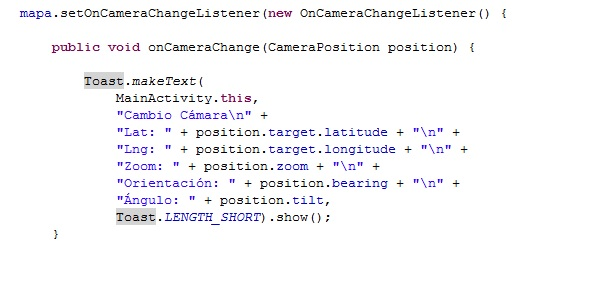 mapa.setOnCameraChangeListener(new OnCameraChangeListener() {
public void onCameraChange(CameraPosition position) {
Toast.makeText(
MainActivity.this,
"Cambio Cámara\n" +
"Lat: " + position.target.latitude + "\n" +
"Lng: " + position.target.longitude + "\n" +
"Zoom: " + position.zoom + "\n" +
"Orientación: " + position.bearing + "\n" +
"Ángulo: " + position.tilt,
Toast.LENGTH_SHORT).show();
}